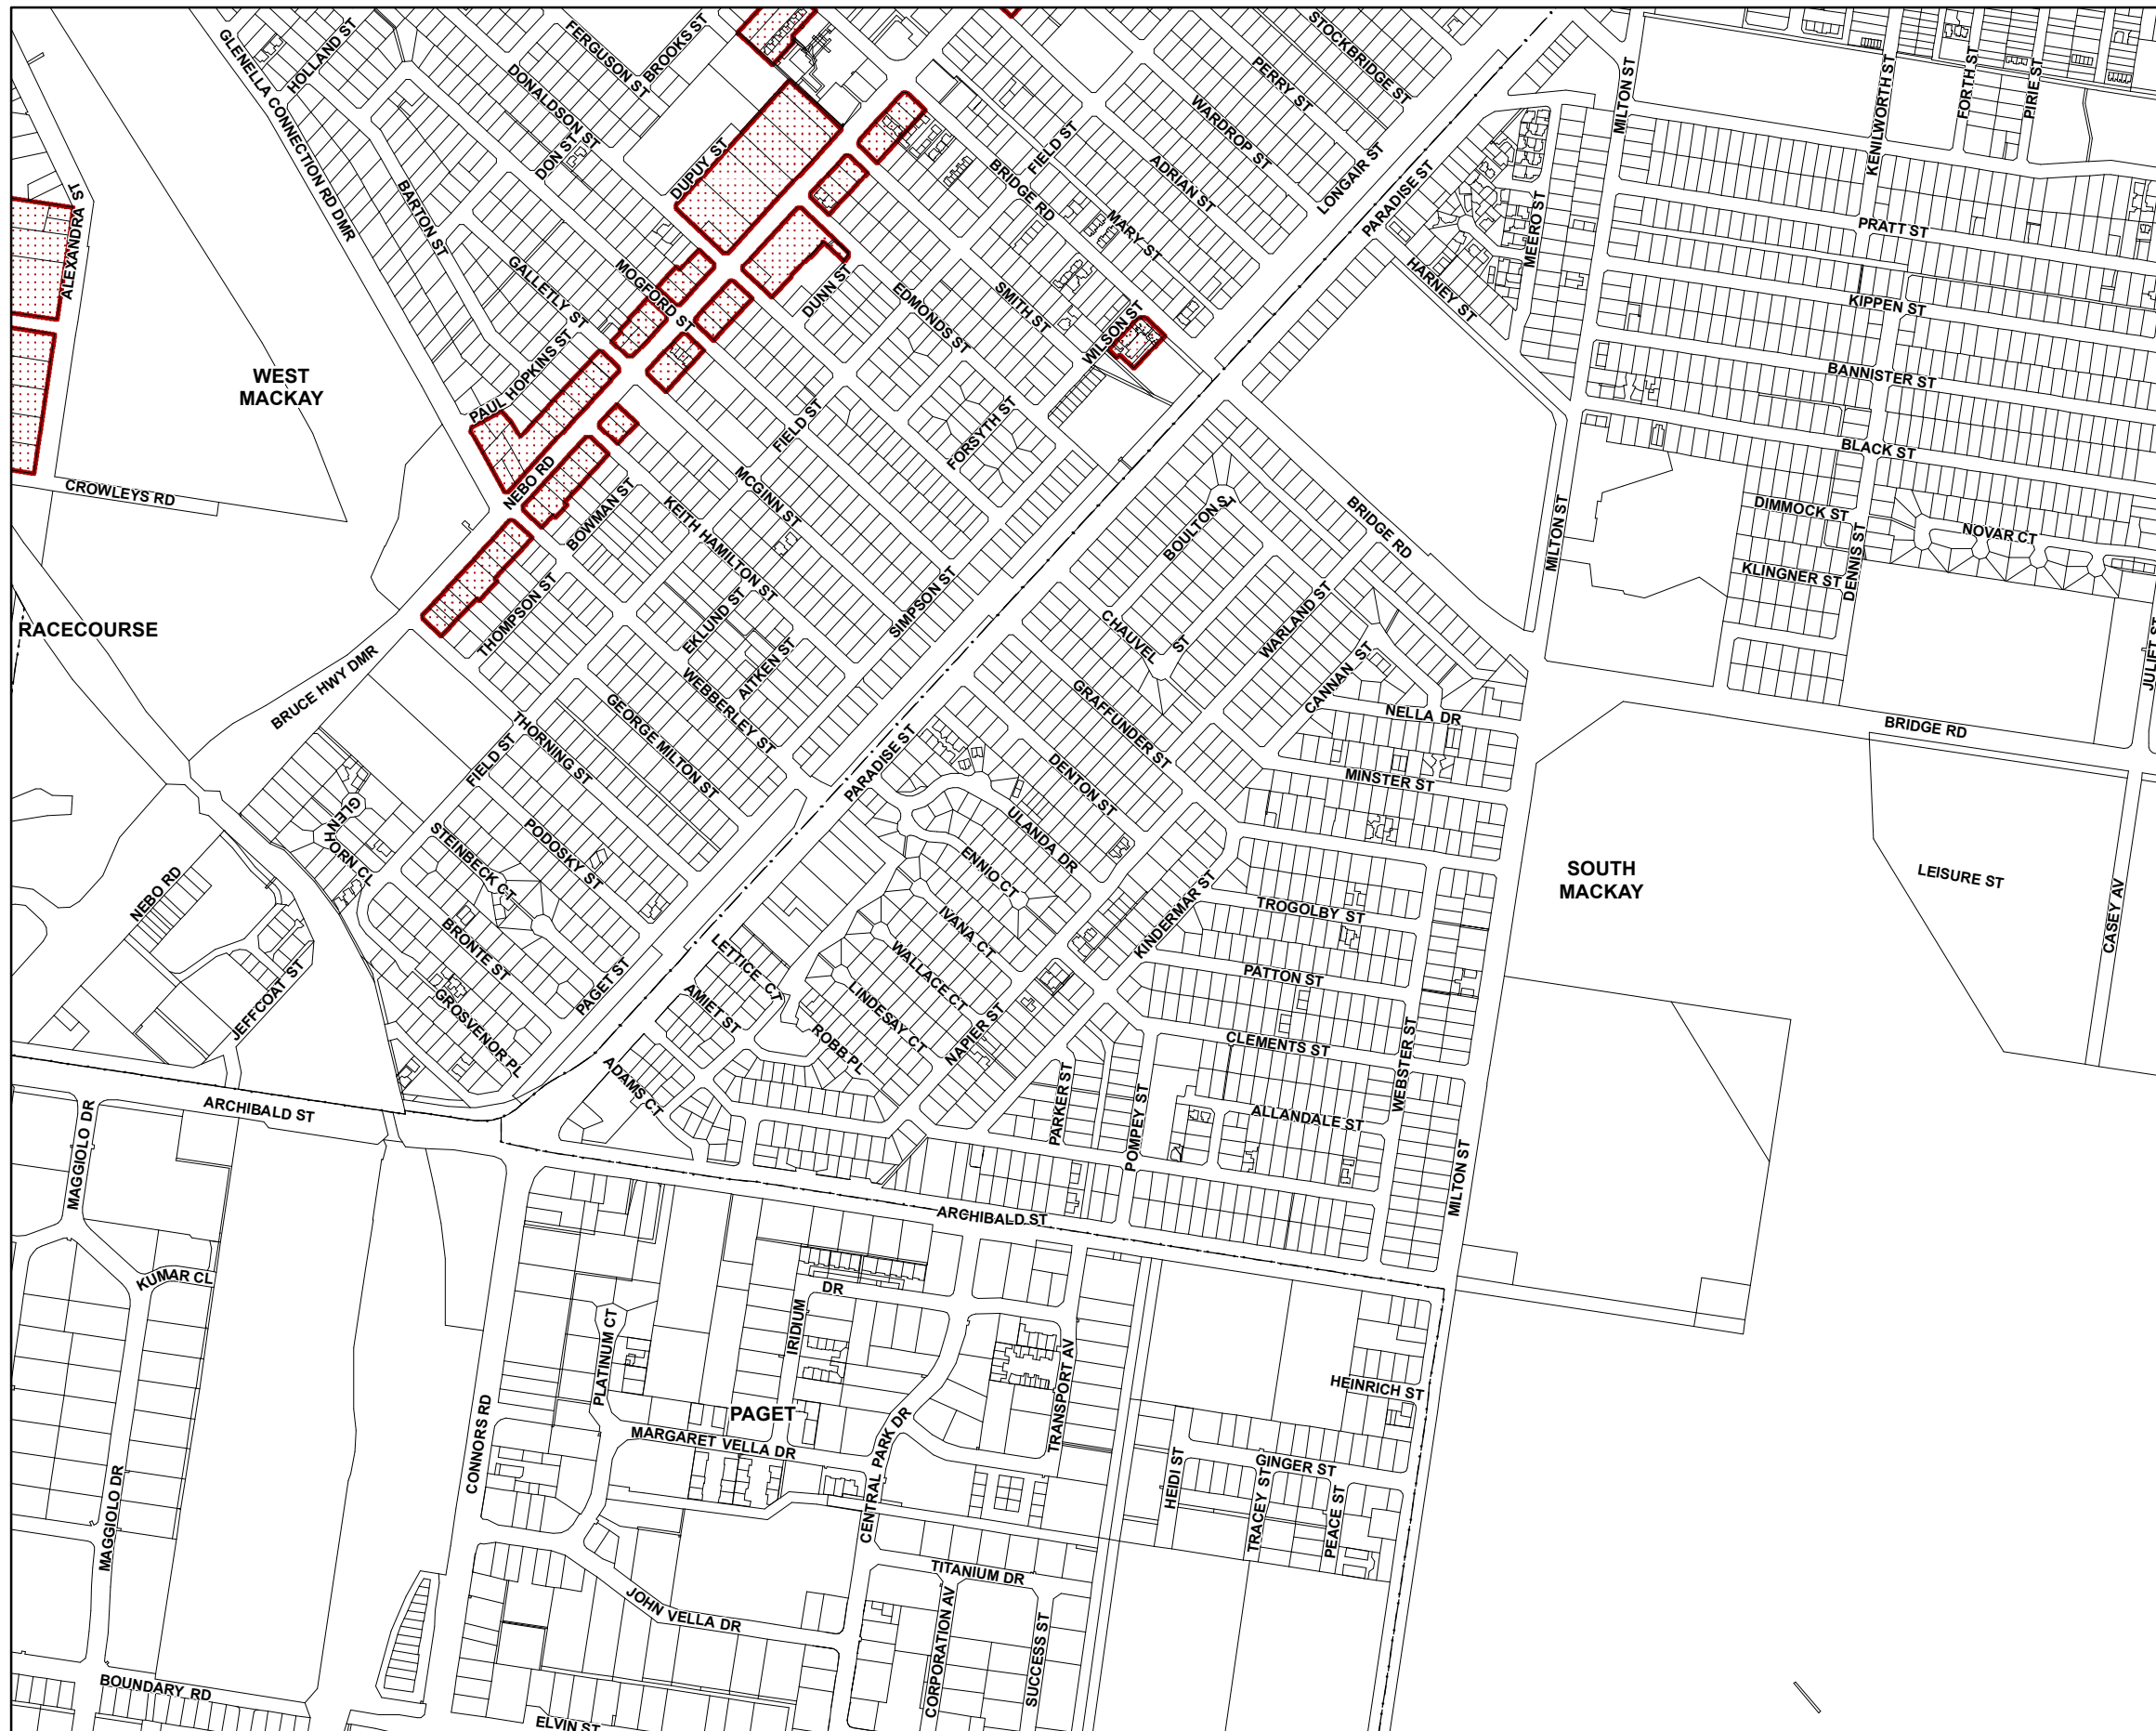 GLENELLA CONNECTION RD DMR
HOLLAND ST
FERGUSON ST
BROOKS ST
DONALDSON ST
DON ST
DUPUY ST
STOCKBRIDGE ST
PERRY ST
WARDROP ST
ADRIAN ST
FIELD ST
BRIDGE RD
MARY ST
LONGAIR ST
PARADISE ST
MILTON ST
KENILWORTH ST
FORTH ST
PIRIE ST
MEERO ST
HARNEY ST
PRATT ST
KIPPEN ST
BANNISTER ST
BLACK ST
ALEXANDRA ST
BARTON ST
GALLETLY ST
MOGFORD ST
PAUL HOPKINS ST
DUNN ST
EDMONDS ST
SMITH ST
WILSON ST
WEST
MACKAY
CROWLEYS RD
NEBO RD
BOWMAN ST
FIELD ST
FORSYTH ST
MCGINN ST
KEITH HAMILTON ST
BOULTON ST
BRIDGE RD
MILTON ST
DIMMOCK ST
DENNIS ST
NOVAR CT
KLINGNER ST
JULIET ST
RACECOURSE
THOMPSON ST
EKLUND ST
AITKEN ST
SIMPSON ST
WEBBERLEY ST
GEORGE MILTON ST
CHAUVEL
ST
WARLAND ST
CANNAN ST
GRAFFUNDER ST
NELLA DR
BRIDGE RD
BRUCE HWY DMR
THORNING ST
FIELD ST
PARADISE ST
DENTON ST
MINSTER ST
GLENHORN CL
STEINBECK CT
PODOSKY ST
ULANDA DR
ENNIO CT
SOUTH
MACKAY
LEISURE ST
CASEY AV
NEBO RD
BRONTE ST
GROSVENOR PL
PAGET ST
LETTICE CT
AMIET ST
IVANA CT
WALLACE CT
LINDESAY CT
ROBB PL
NAPIER ST
KINDERMAR ST
TROGOLBY ST
PATTON ST
CLEMENTS ST
WEBSTER ST
JEFFCOAT ST
ADAMS CT
PARKER ST
POMPEY ST
ALLANDALE ST
MILTON ST
ARCHIBALD ST
MAGGIOLO DR
ARCHIBALD ST
KUMAR CL
DR
IRIDIUM
PLATINUM CT
TRANSPORT AV
HEINRICH ST
PAGET
MARGARET VELLA DR
CENTRAL PARK DR
CONNORS RD
MAGGIOLO DR
HEIDI ST
GINGER ST
TRACEY ST
PEACE ST
TITANIUM DR
JOHN VELLA DR
CORPORATION AV
SUCCESS ST
BOUNDARY RD
ELVIN ST